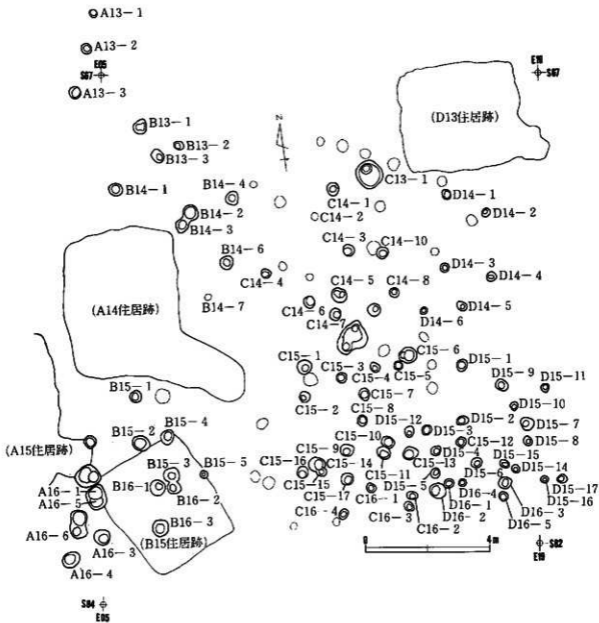 A13-1
A13-2
E05
S67
A13-3
E19
S67
(D13住居跡)
B13-1
B13-2
B13-3
N
C13-1
B14-1
B14-4
B14-2
B14-3
C14-1
C14-2
D14-1
D14-2
C14-3
C14-10
B14-6
C14-4
D14-3
D14-4
B14-7
C14-5
C14-8
C14-6
C14-7
D14-5
D14-6
(A14住居跡)
C15-1
C15-3
C15-4
C15-6
C15-5
D15-1
D15-9
D15-11
B15-1
C15-2
C15-7
C15-8
D15-10
B15-2
B15-4
D15-12
D15-3
D15-2
D15-7
D15-8
(A15住居跡)
C15-9
C15-10
D15-4
C15-12
B15-3
B15-5
C15-16
C15-15
C15-11
C15-13
D15-6
D15-15
D15-14
A16-1
A16-5
B16-1
B16-2
C15-17
C16-1
D15-5
D16-1
D16-4
D15-17
D15-16
A16-6
A16-3
B16-3
(B15住居跡)
C16-4
C16-3
C16-2
D16-2
D16-3
D16-5
A16-4
0 4m
S82
E19
S84
E05